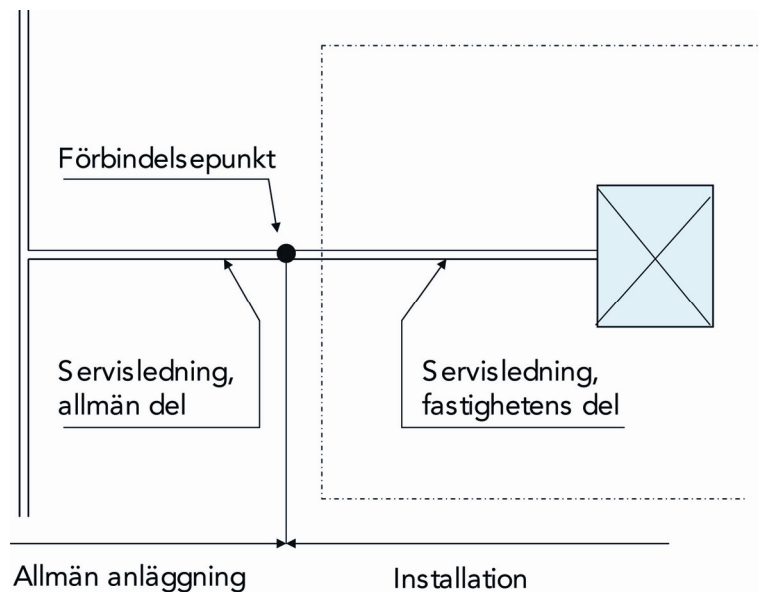 Förbindelsepunkt
Servisledning,
allmän del
Servisledning,
fastighetens del
Allmän anläggning
Installation